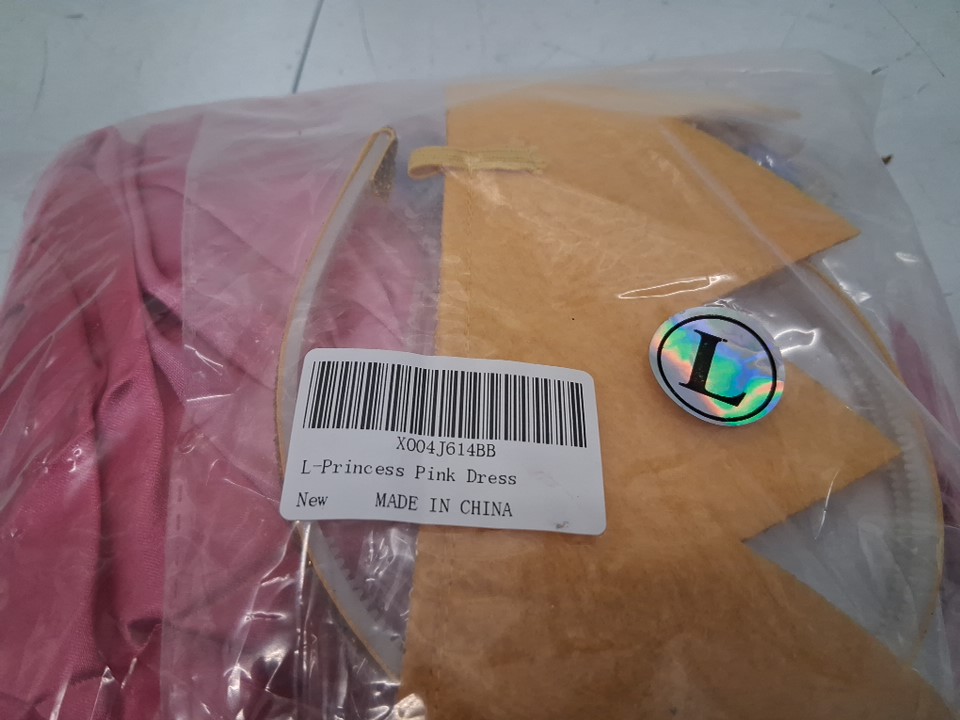 L
X004J614BB
L-Princess Pink Dress
New MADE IN CHINA